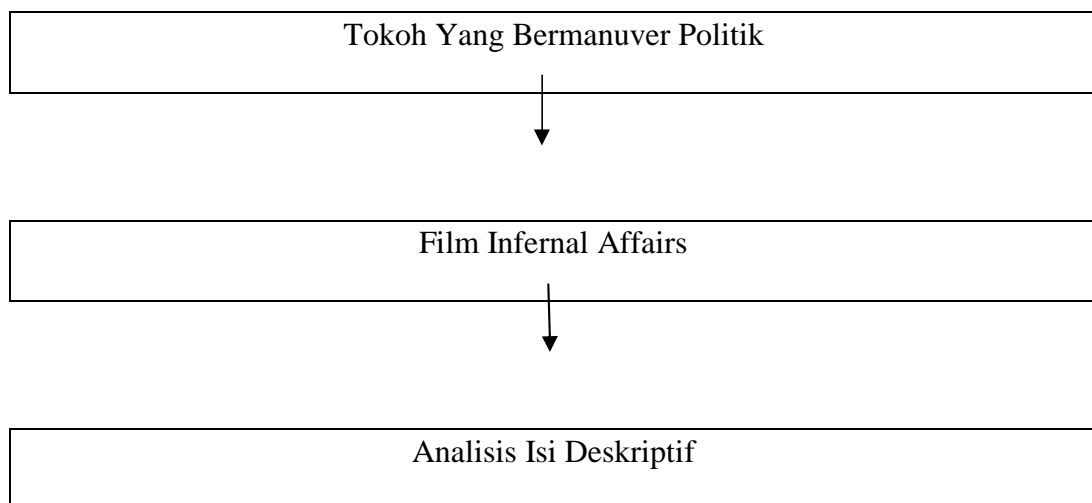 Tokoh Yang Bermanuver Politik
Film Infernal Affairs
Analisis Isi Deskriptif